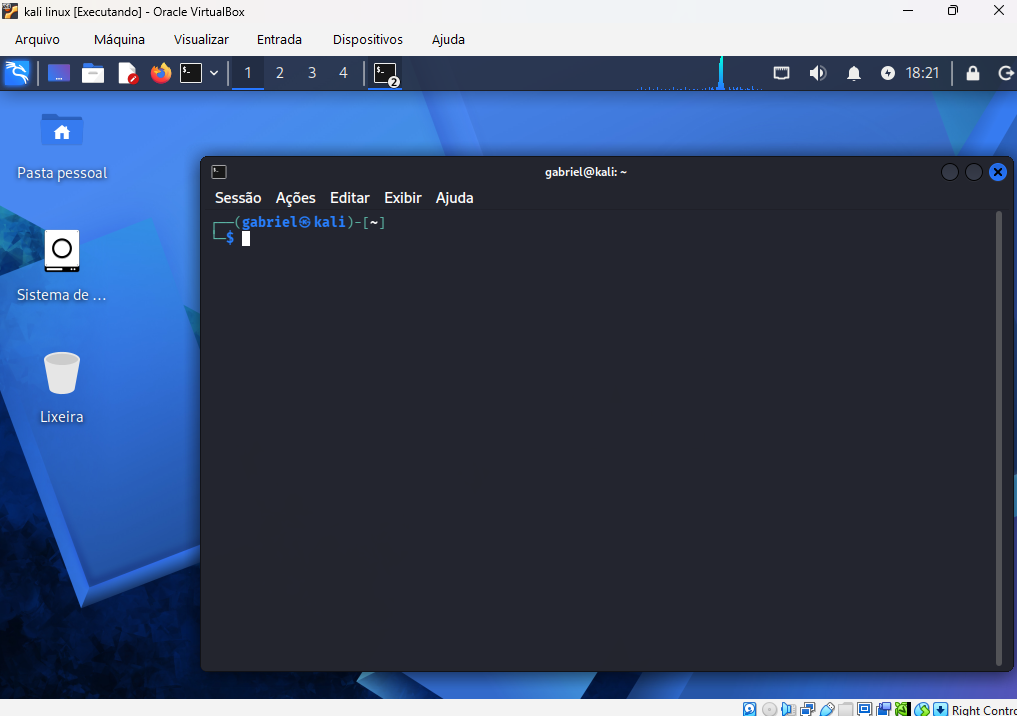 kali linux [Executando] - Oracle VirtualBox
Arquivo Máquina Visualizar Entrada Dispositivos Ajuda
1 2 3 4 2 18:21
Pasta pessoal
Sistema de ...
Lixeira
gabriel@kali: ~
Sessão Ações Editar Exibir Ajuda
┌──(gabriel㉿kali)-[~]
└─$
Right Contro